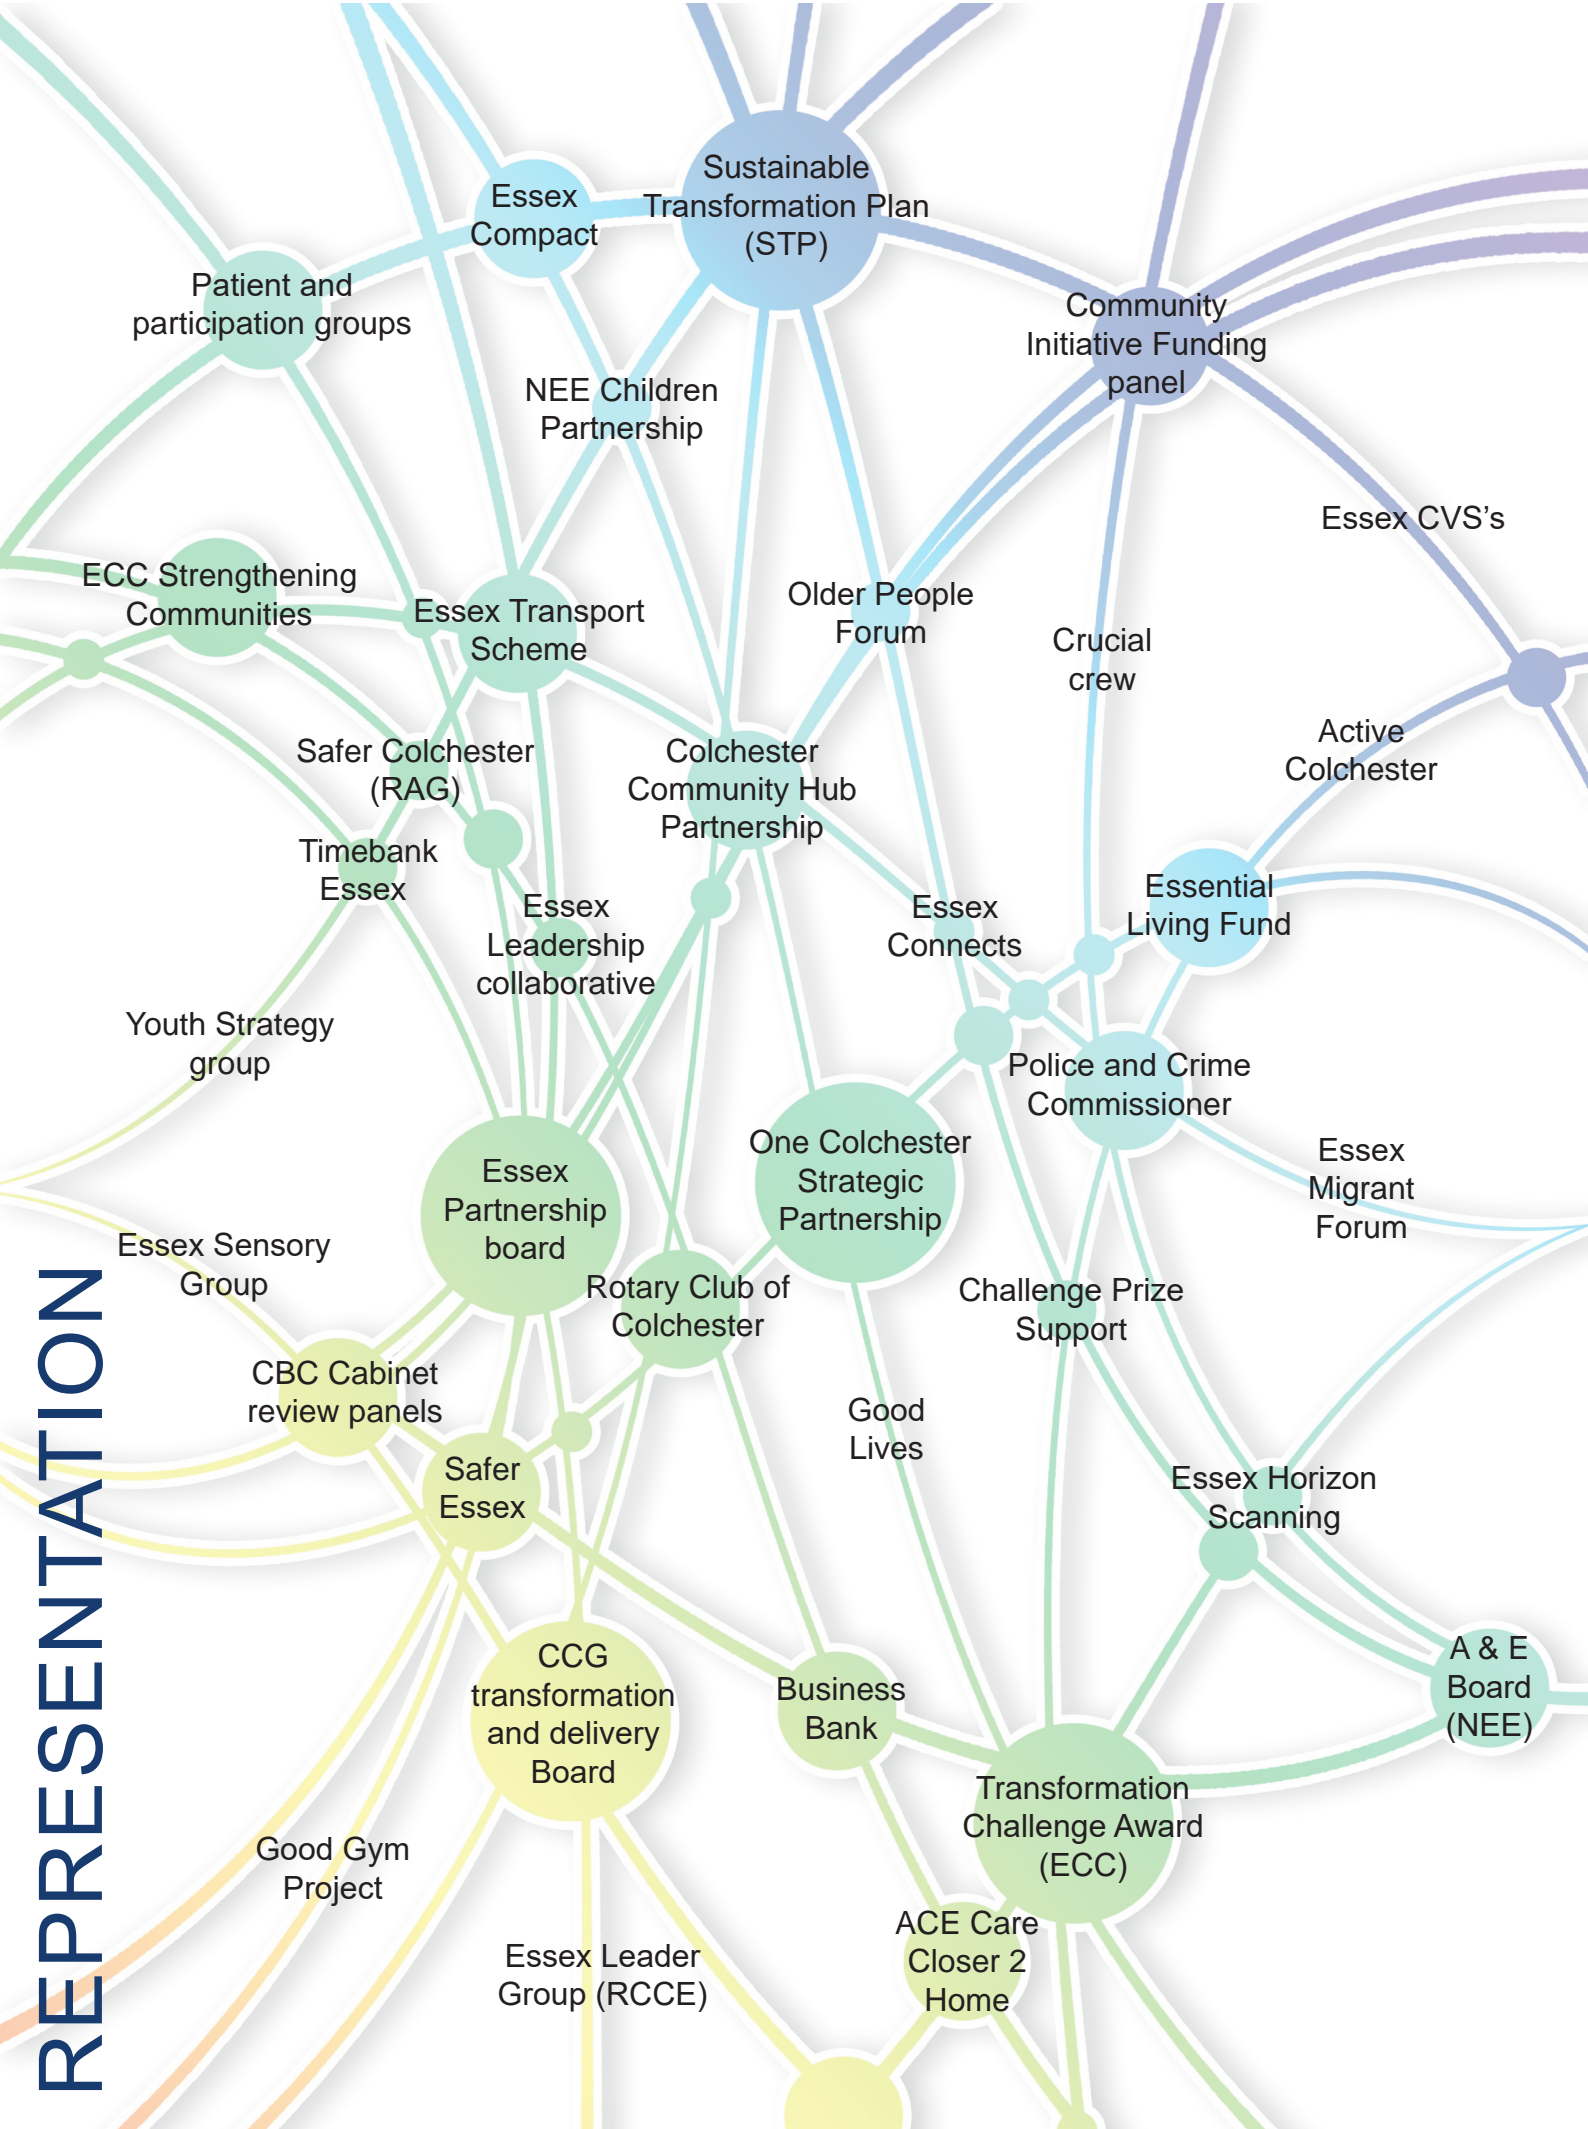 Sustainable
Transformation Plan
(STP)
Essex
Compact
Patient and
participation groups
Community
Initiative Funding
panel
NEE Children
Partnership
Essex CVS’s
ECC Strengthening
Communities
Essex Transport
Scheme
Older People
Forum
Crucial
crew
Safer Colchester
(RAG)
Colchester
Community Hub
Partnership
Active
Colchester
Timebank
Essex
Essex
Leadership
collaborative
Essex
Connects
Essential
Living Fund
Youth Strategy
group
Police and Crime
Commissioner
One Colchester
Strategic
Partnership
Essex
Partnership
board
Essex
Migrant
Forum
Essex Sensory
Group
Rotary Club of
Colchester
Challenge Prize
Support
CBC Cabinet
review panels
Good
Lives
Safer
Essex
Essex Horizon
Scanning
CCG
transformation
and delivery
Board
Business
Bank
A & E
Board
(NEE)
Transformation
Challenge Award
(ECC)
Good Gym
Project
ACE Care
Closer 2
Home
Essex Leader
Group (RCCE)
REPRESENTATION